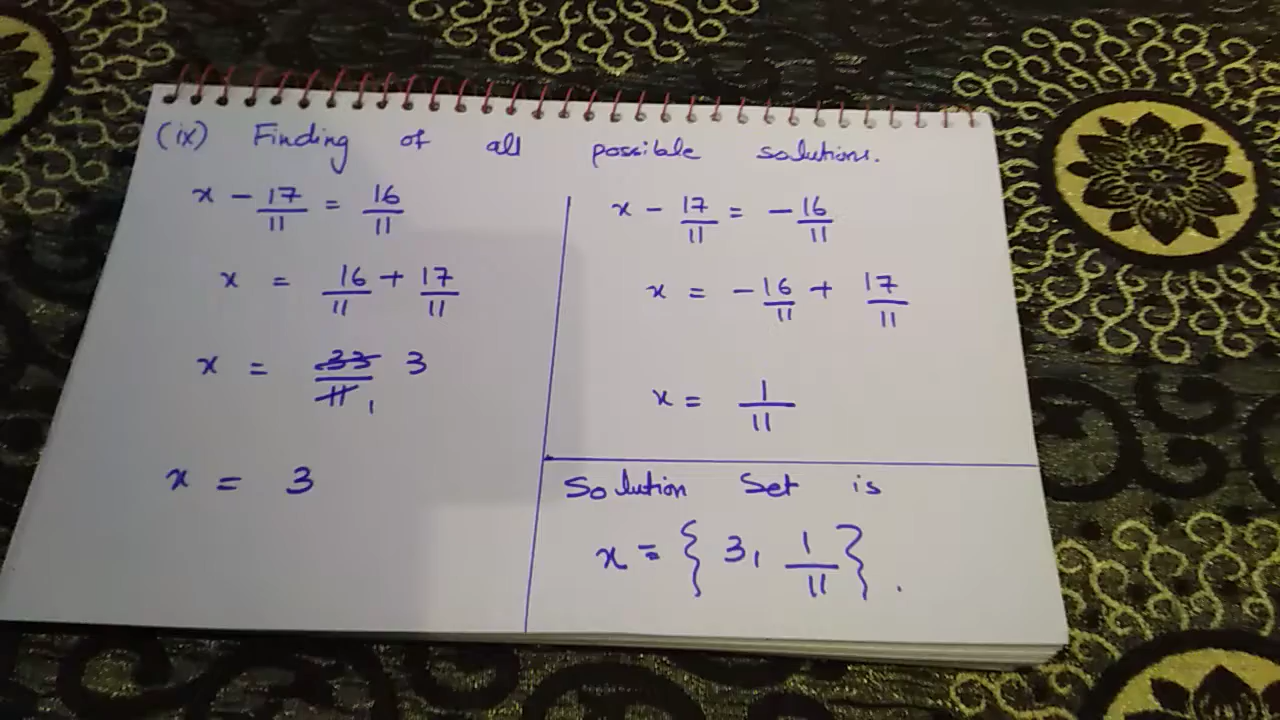 (ix) Finding of all possible solutions.
x - 17/11 = 16/11
x = 16/11 + 17/11
x = 33/11 3 1
x = 3
x - 17/11 = -16/11
x = -16/11 + 17/11
x = 1/11
Solution Set is
x = { 3, 1/11 }.